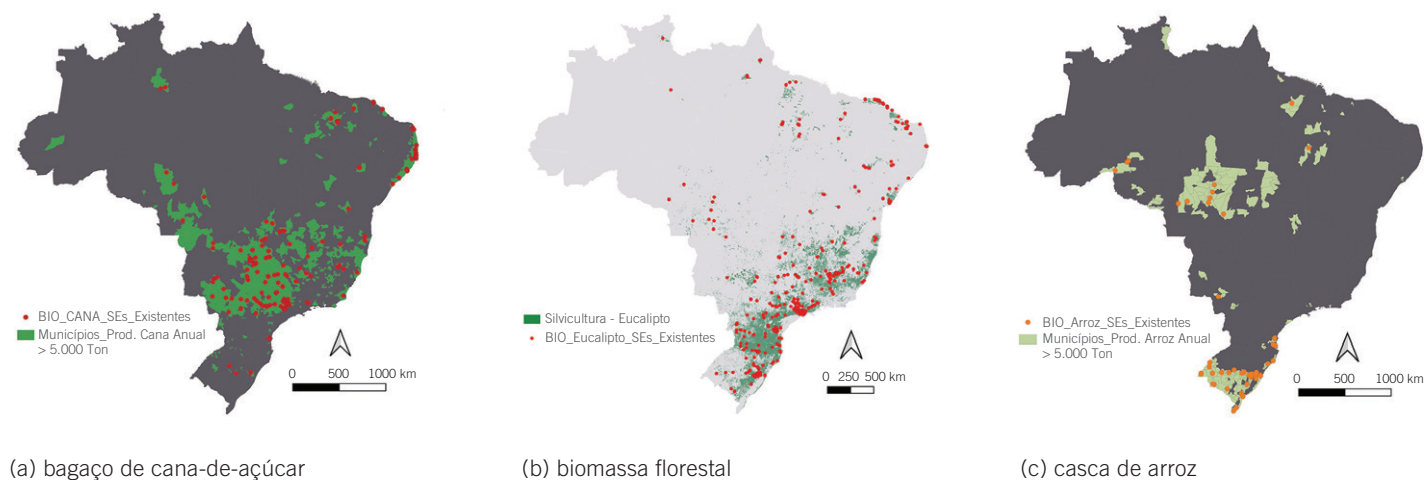 BIO_CANA_SEs_Existentes
Municípios_Prod. Cana Anual
> 5.000 Ton
0 500 1000 km
(a) bagaço de cana-de-açúcar
Silvicultura - Eucalipto
BIO_Eucalipto_SEs_Existentes
0 250 500 km
(b) biomassa florestal
BIO_Arroz_SEs_Existentes
Municípios_Prod. Arroz Anual
> 5.000 Ton
0 500 1000 km
(c) casca de arroz